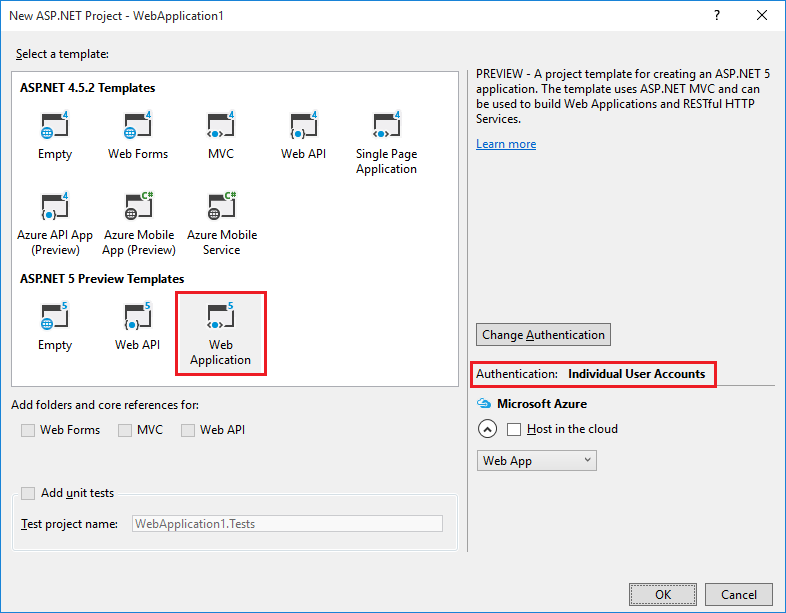 New ASP.NET Project - WebApplication1
?
Select a template:
ASP.NET 4.5.2 Templates
4 4 4 4 4
Empty Web Forms MVC Web API Single Page
Application
4 C# C#
Azure API App Azure Mobile Azure Mobile
(Preview) App (Preview) Service
ASP.NET 5 Preview Templates
5 5 5
Empty Web API Web
Application
PREVIEW - A project template for creating an ASP.NET 5
application. The template uses ASP.NET MVC and can
be used to build Web Applications and RESTful HTTP
Services.
Learn more
Change Authentication
Authentication: Individual User Accounts
Microsoft Azure
Host in the cloud
Web App
Add folders and core references for:
Web Forms MVC Web API
Add unit tests
Test project name: WebApplication1.Tests
OK Cancel